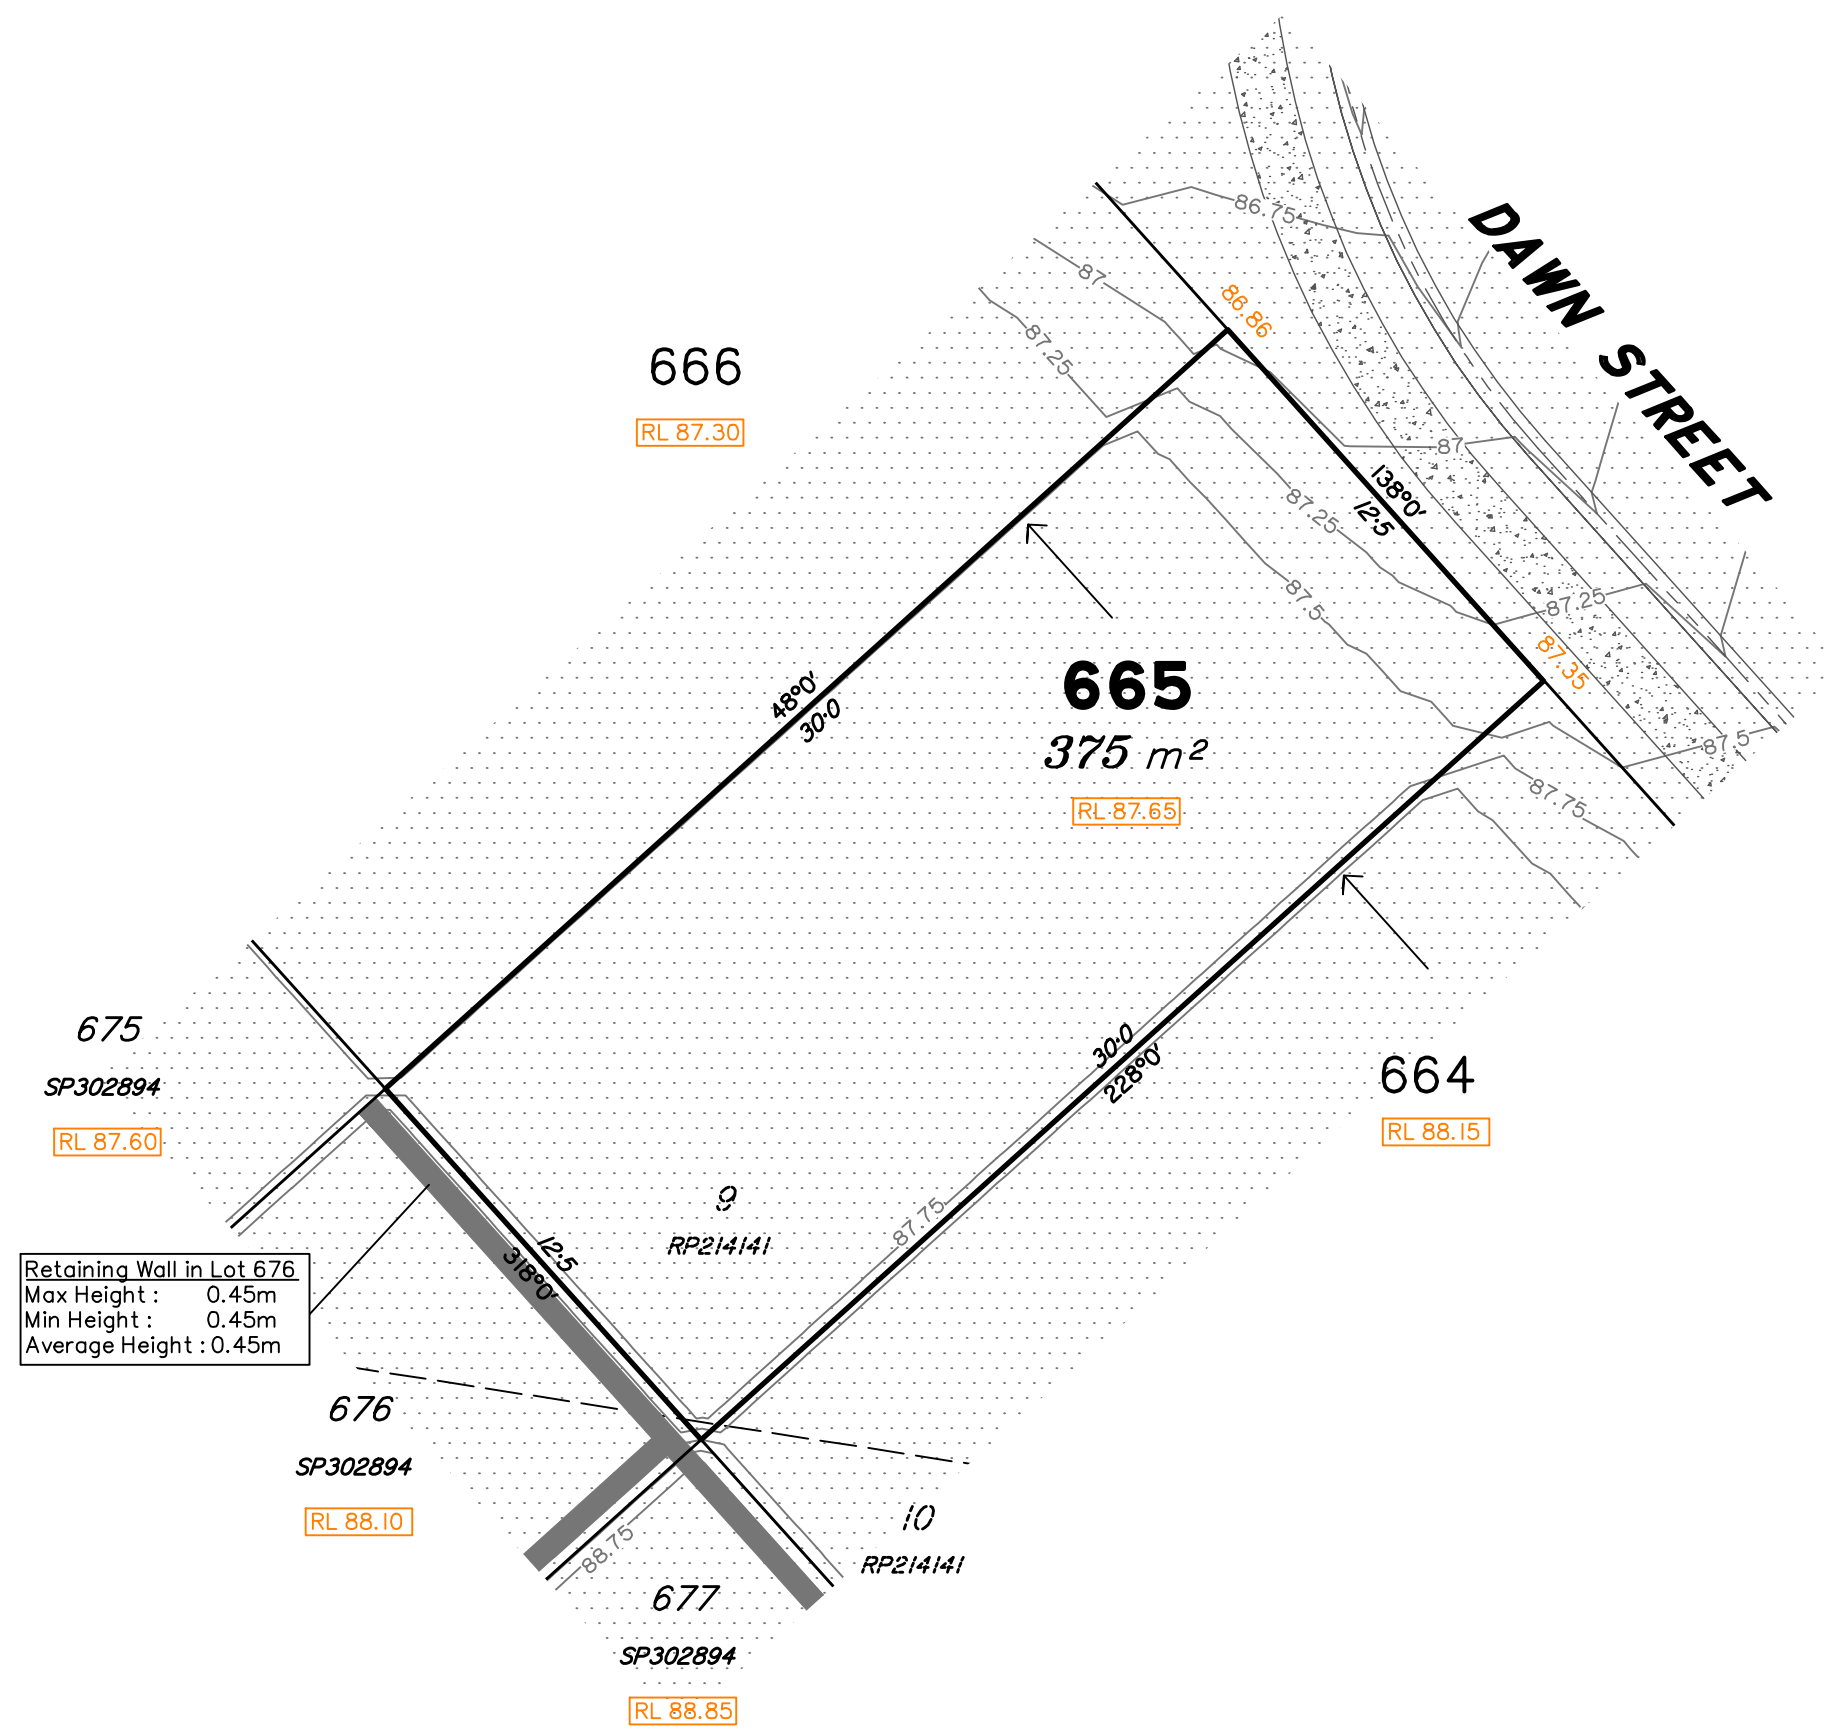 DAWN STREET
86.75
87
86.86
87.25
666
RL 87.30
87
138°0'
12·5
87.25
87.5
87.25
87.35
665
375 m²
RL 87.65
48°0'
30·0
87.5
87.75
675
SP302894
RL 87.60
30·0
228°0'
664
RL 88.15
9
RP214141
87.75
12·5
318°0'
Retaining Wall in Lot 676
Max Height : 0.45m
Min Height : 0.45m
Average Height : 0.45m
676
SP302894
RL 88.10
10
RP214141
88.75
677
SP302894
RL 88.85